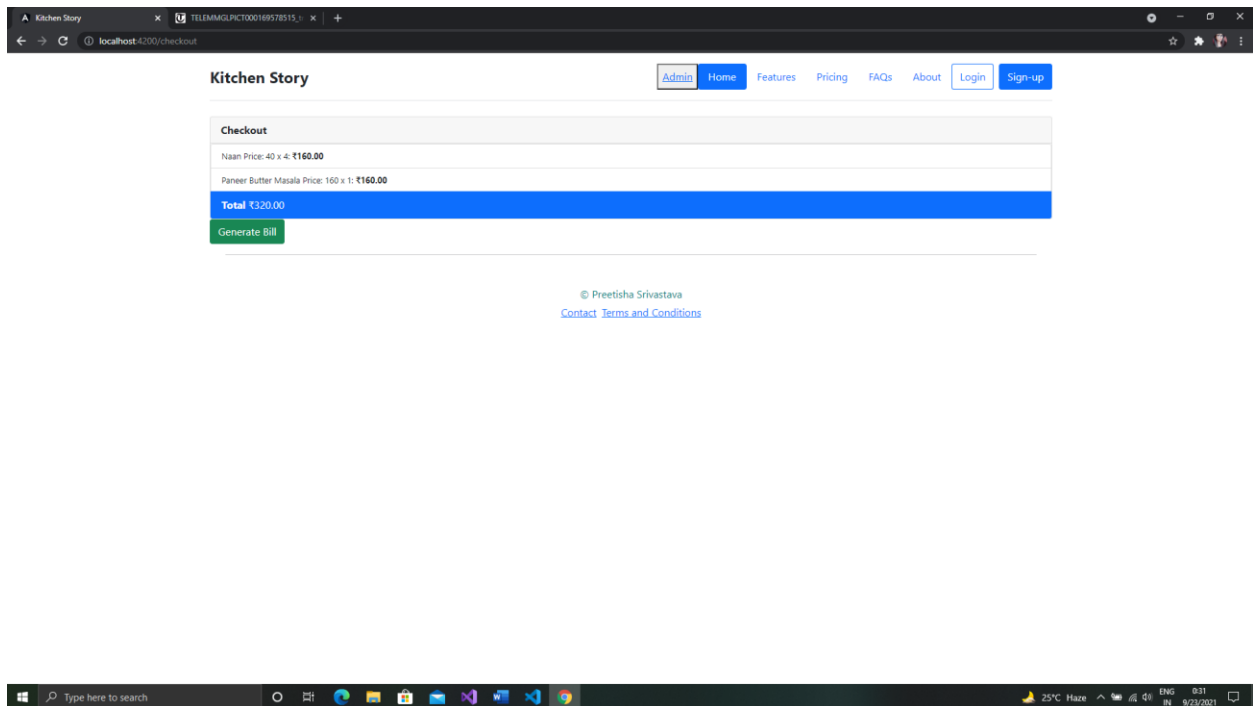 Kitchen Story
TELEMMGLPICT000169578515_
localhost:4200/checkout
Kitchen Story
Admin Home Features Pricing FAQs About Login Sign-up
Checkout
Naan Price: 40 x 4: ₹160.00
Paneer Butter Masala Price: 160 x 1: ₹160.00
Total ₹320.00
Generate Bill
© Preetisha Srivastava
Contact Terms and Conditions
Type here to search
25°C Haze
ENG
IN
0:31
9/23/2021